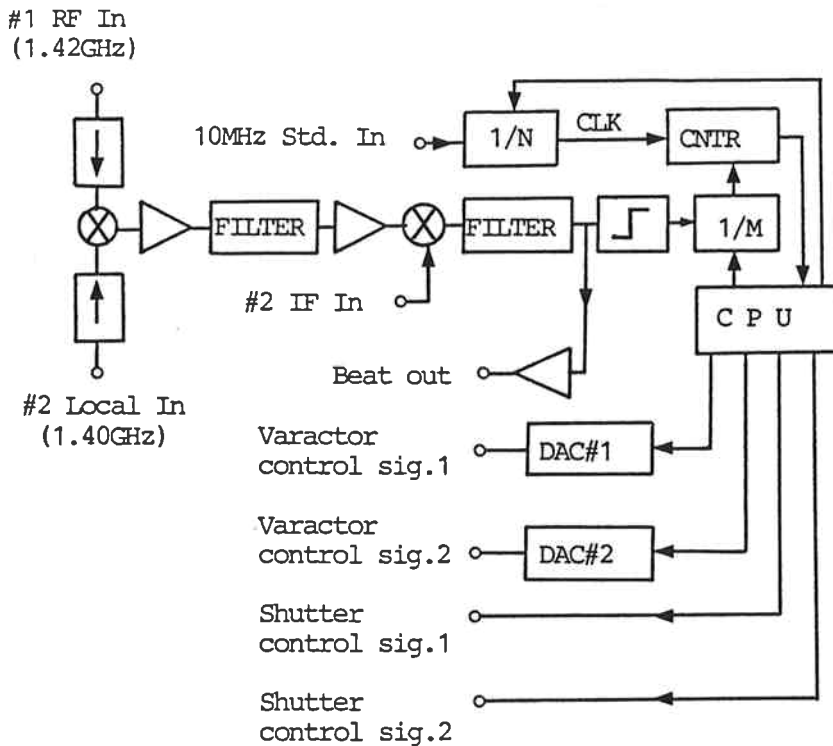 #1 RF In
(1.42GHz)
10MHz Std. In
1/N
CLK
CNTR
FILTER
FILTER
1/M
#2 IF In
C P U
Beat out
#2 Local In
(1.40GHz)
Varactor
control sig.1
DAC#1
Varactor
control sig.2
DAC#2
Shutter
control sig.1
Shutter
control sig.2